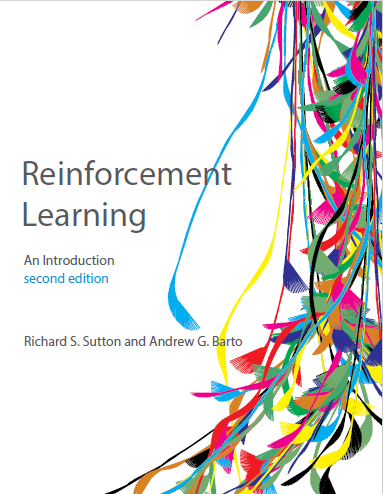 Reinforcement
Learning
An Introduction
second edition
Richard S. Sutton and Andrew G. Barto